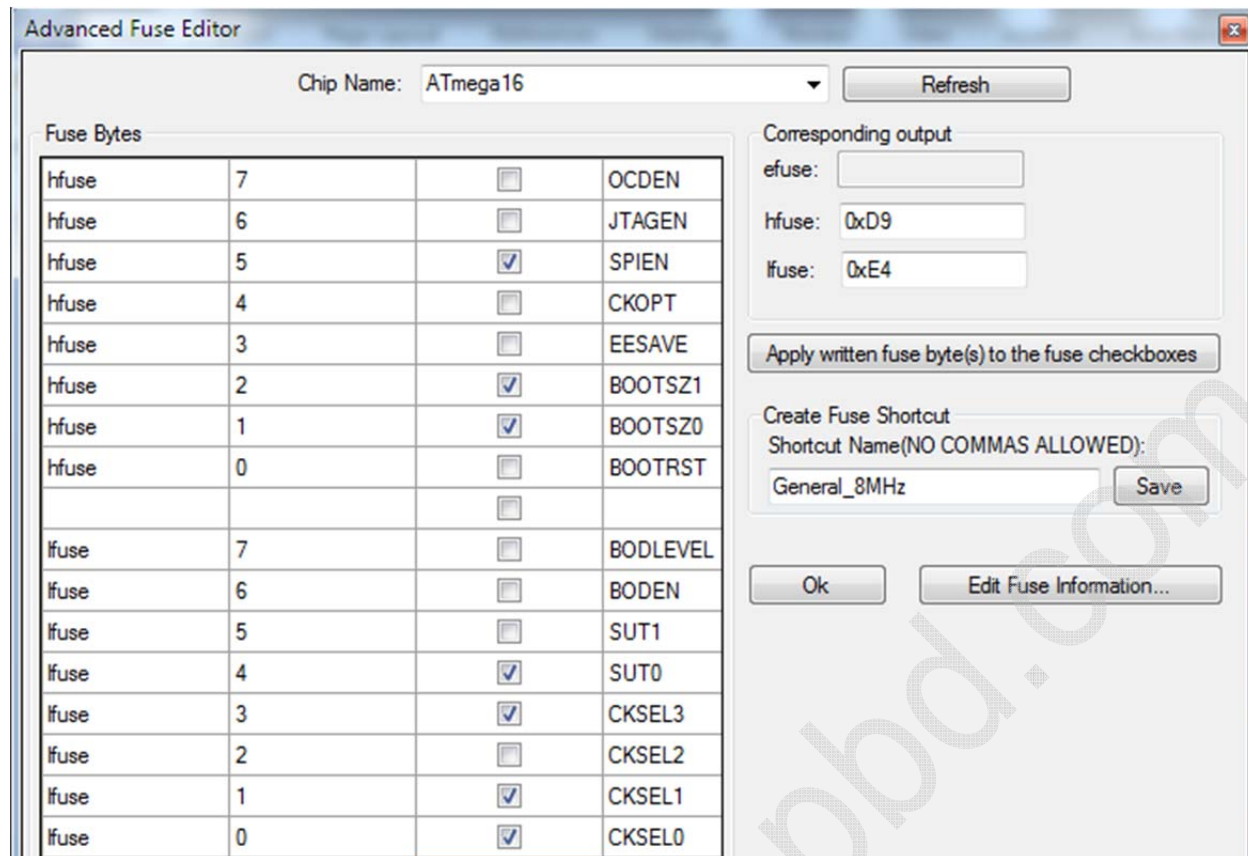 Advanced Fuse Editor
Chip Name: ATmega16 Refresh
Fuse Bytes
hfuse 7 OCDEN
hfuse 6 JTAGEN
hfuse 5 SPIEN
hfuse 4 CKOPT
hfuse 3 EESAVE
hfuse 2 BOOTSZ1
hfuse 1 BOOTSZ0
hfuse 0 BOOTRST
lfuse 7 BODLEVEL
lfuse 6 BODEN
lfuse 5 SUT1
lfuse 4 SUT0
lfuse 3 CKSEL3
lfuse 2 CKSEL2
lfuse 1 CKSEL1
lfuse 0 CKSEL0
Corresponding output
efuse:
hfuse: 0xD9
lfuse: 0xE4
Apply written fuse byte(s) to the fuse checkboxes
Create Fuse Shortcut
Shortcut Name(NO COMMAS ALLOWED):
General_8MHz Save
Ok Edit Fuse Information...
pbd.com